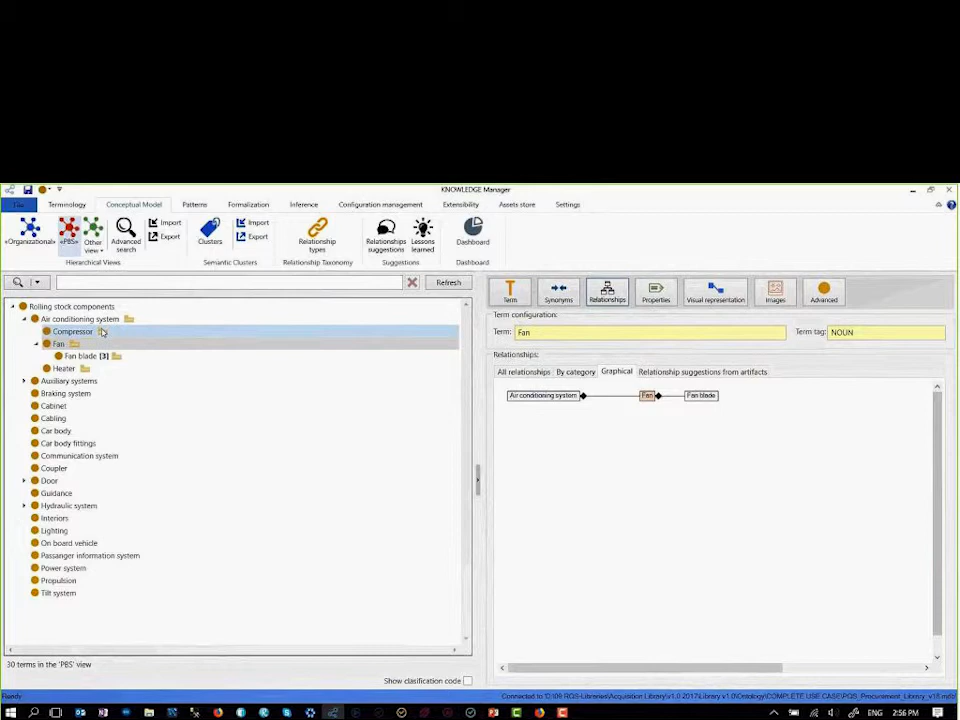 KNOWLEDGE Manager
Terminology Conceptual Model Patterns Formalization Inference Configuration management Extensibility Assets store Settings
«Organizational» «PBS» Other view Advanced search Import Export Clusters Import Export Relationship types Relationships suggestions Lessons learned Dashboard
Hierarchical Views Semantic Clusters Relationship Taxonomy Suggestions Dashboard
Refresh
Rolling stock components
Air conditioning system
Compressor
Fan
Fan blade [3]
Heater
Auxiliary systems
Braking system
Cabinet
Cabling
Car body
Car body fittings
Communication system
Coupler
Door
Guidance
Hydraulic system
Interiors
Lighting
On board vehicle
Passanger information system
Power system
Propulsion
Tilt system
30 terms in the 'PBS' view
Show classification code
Term Synonyms Relationships Properties Visual representation Images Advanced
Term configuration:
Term: Fan Term tag: NOUN
Relationships:
All relationships By category Graphical Relationship suggestions from artifacts
Air conditioning system Fan Fan blade
Ready
ENG 2:56 PM